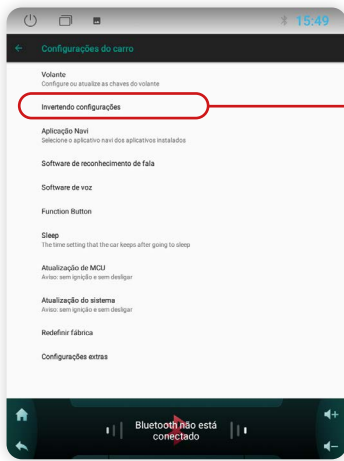 15:49
Configurações do carro
Volante
Configure ou atualize as chaves do volante
Invertendo configurações
Aplicação Navi
Selecione o aplicativo navi dos aplicativos instalados
Software de reconhecimento de fala
Software de voz
Function Button
Sleep
The time setting that the car keeps after going to oleep
Atualização de MCU
Aviso: sem ignição e sem desligar
Atualização do sistema
Aviso: sem ignição e sem desligar
Redefinir fábrica
Configurações extras
Bluetooth não está
conectado